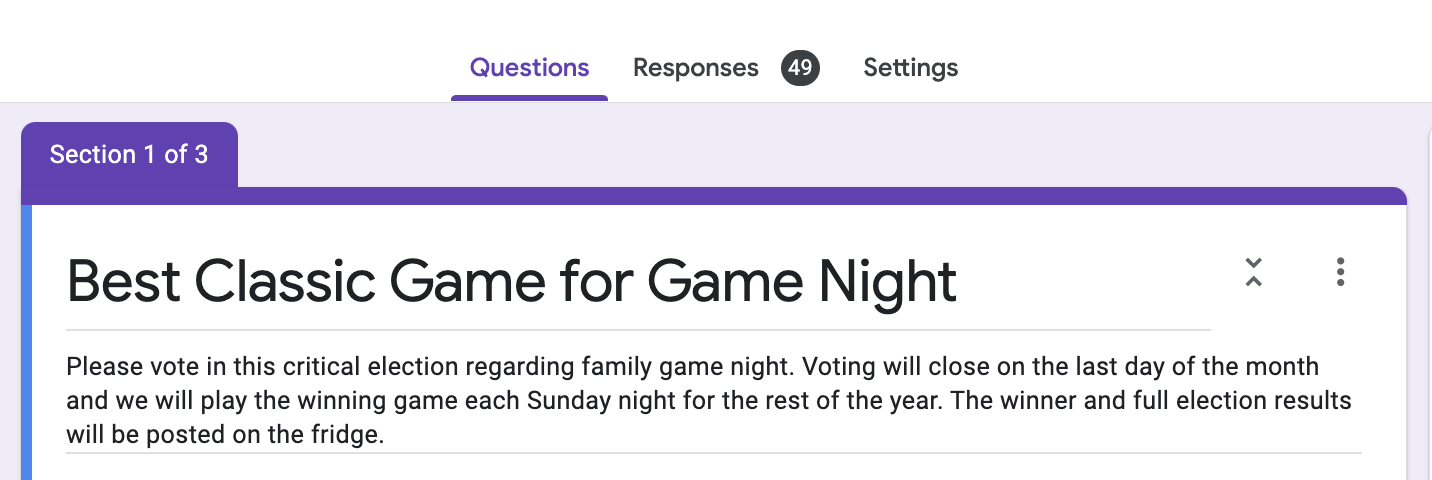 Questions Responses 49 Settings
Section 1 of 3
Best Classic Game for Game Night
Please vote in this critical election regarding family game night. Voting will close on the last day of the month
and we will play the winning game each Sunday night for the rest of the year. The winner and full election results
will be posted on the fridge.